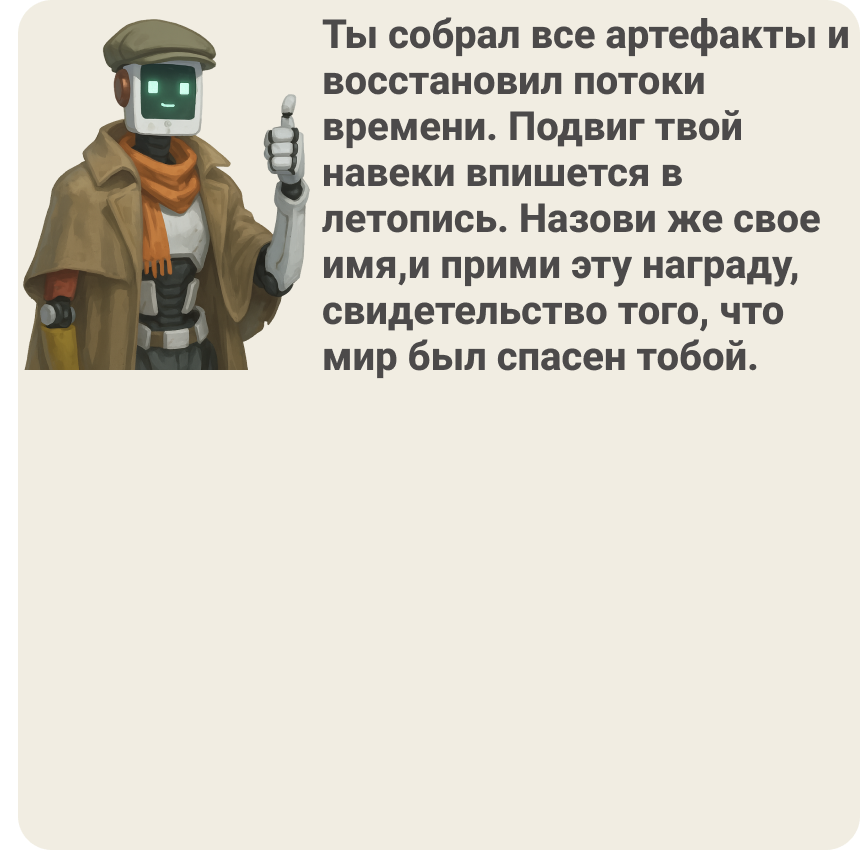 Ты собрал все артефакты и
восстановил потоки
времени. Подвиг твой
навеки впишется в
летопись. Назови же свое
имя,и прими эту награду,
свидетельство того, что
мир был спасен тобой.